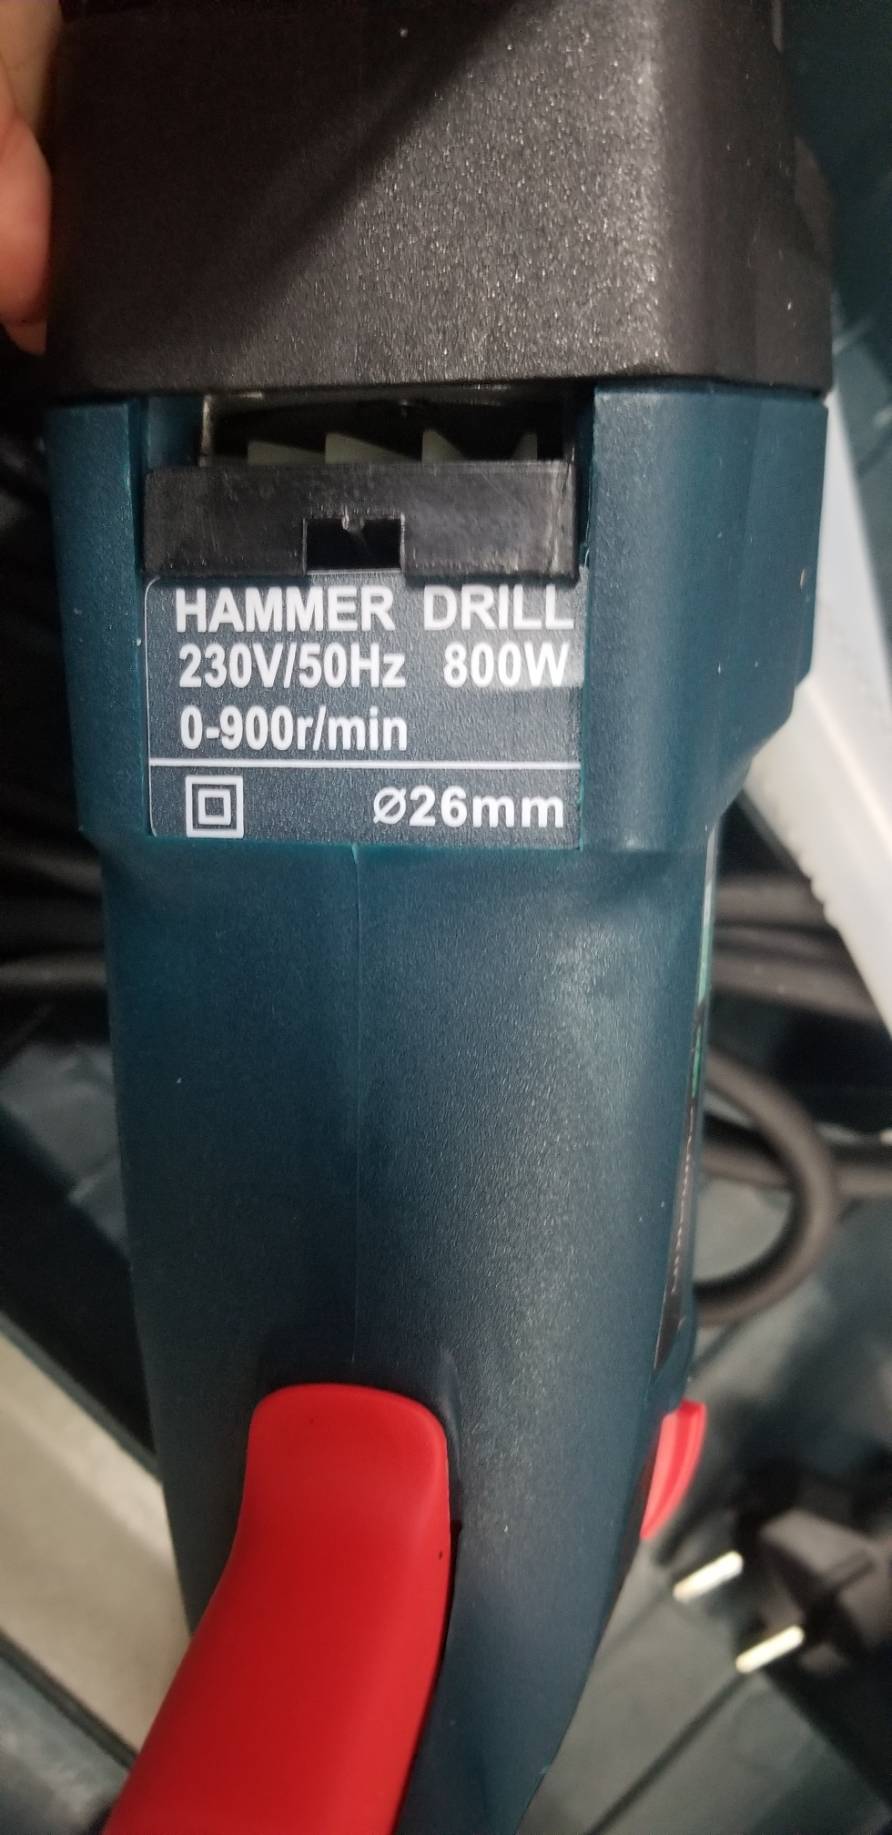 HAMMER DRILL
230V/50Hz 800W
0-900r/min
Ø26mm